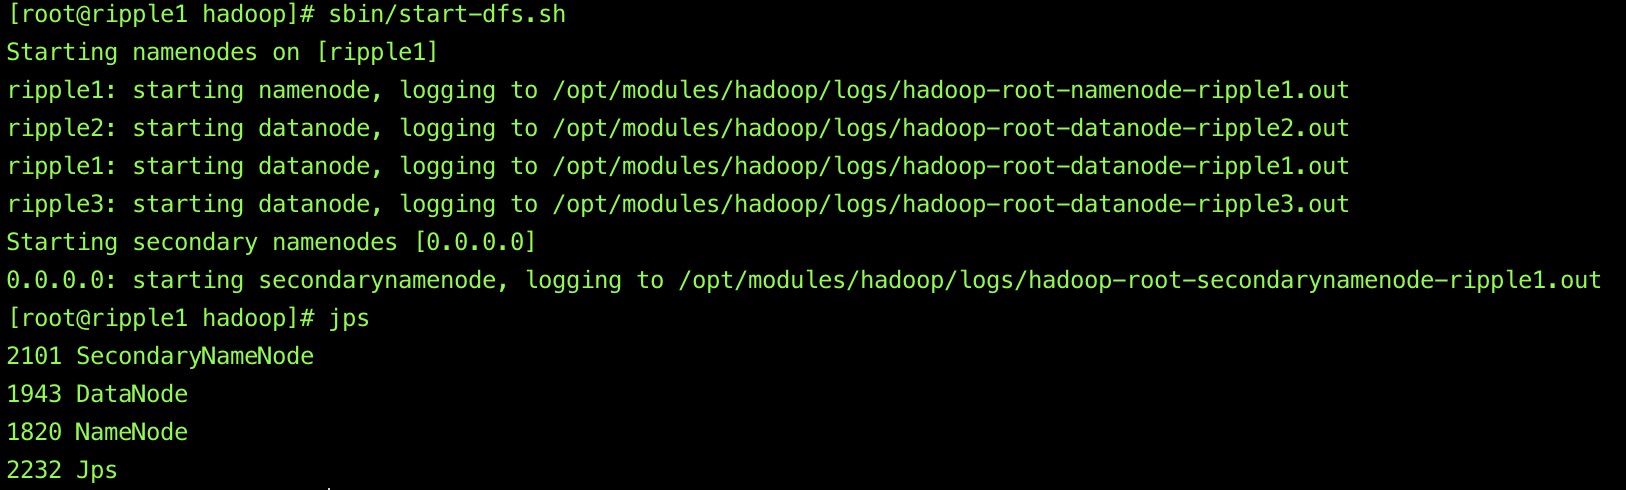 [root@ripple1 hadoop]# sbin/start-dfs.sh
Starting namenodes on [ripple1]
ripple1: starting namenode, logging to /opt/modules/hadoop/logs/hadoop-root-namenode-ripple1.out
ripple2: starting datanode, logging to /opt/modules/hadoop/logs/hadoop-root-datanode-ripple2.out
ripple1: starting datanode, logging to /opt/modules/hadoop/logs/hadoop-root-datanode-ripple1.out
ripple3: starting datanode, logging to /opt/modules/hadoop/logs/hadoop-root-datanode-ripple3.out
Starting secondary namenodes [0.0.0.0]
0.0.0.0: starting secondarynamenode, logging to /opt/modules/hadoop/logs/hadoop-root-secondarynamenode-ripple1.out
[root@ripple1 hadoop]# jps
2101 SecondaryNameNode
1943 DataNode
1820 NameNode
2232 Jps